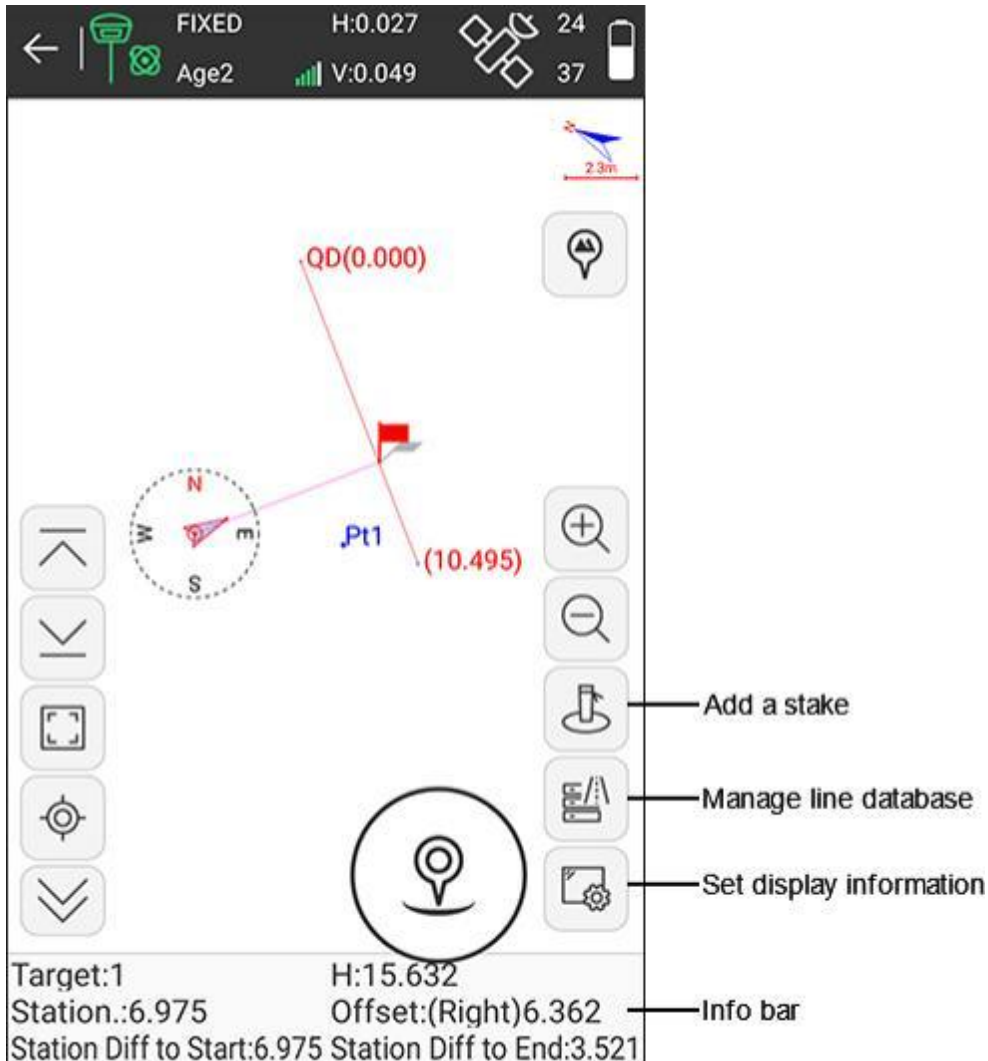 FIXED H:0.027 24
Age2 V:0.049 37
2.3m
QD(0.000)
N
W E
S
Pt1
(10.495)
Add a stake
Manage line database
Set display information
Target:1 H:15.632
Station.:6.975 Offset:(Right)6.362
Info bar
Station Diff to Start:6.975 Station Diff to End:3.521